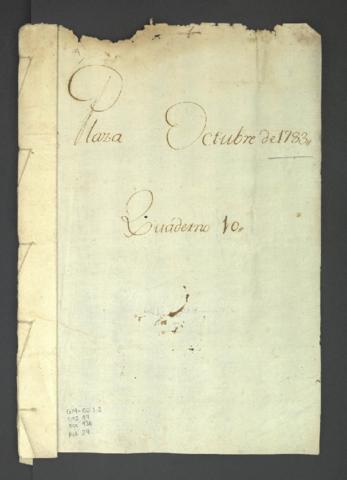 Plaza Octubre de 1783,,
Quaderno 10,,